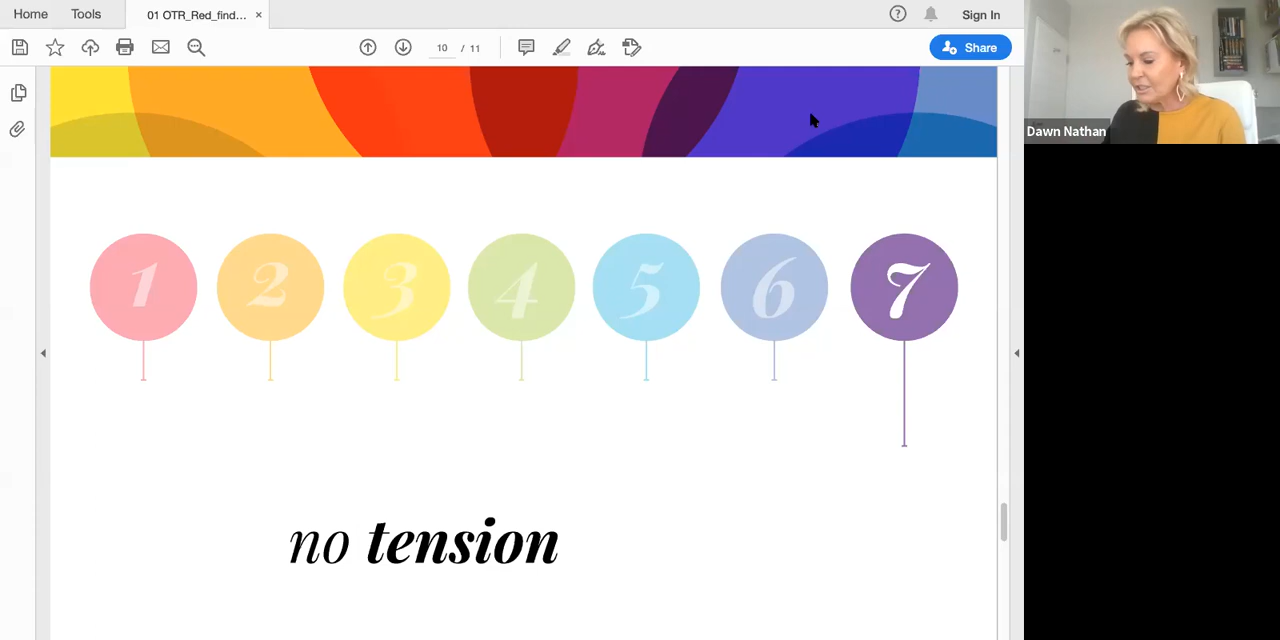 Home Tools 01 OTR_Red_find... × Sign In
10 / 11 Share
Dawn Nathan
1 2 3 4 5 6 7
no tension